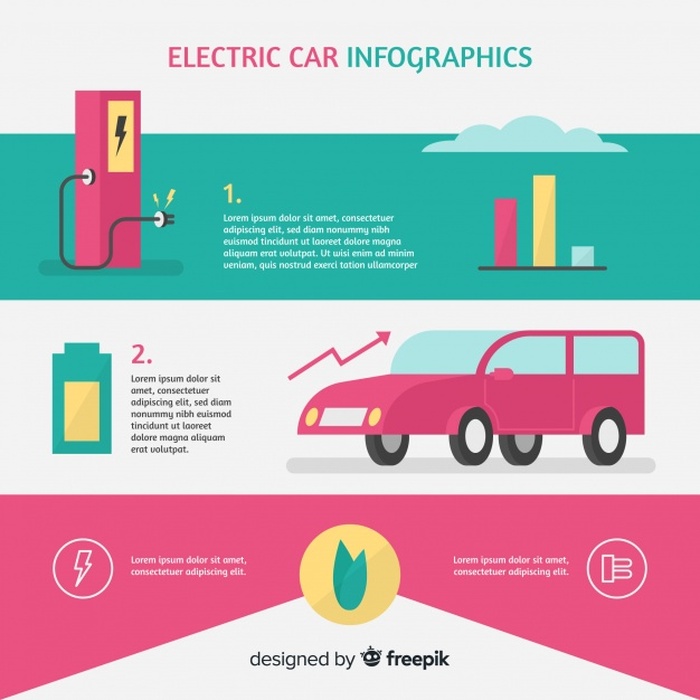 ELECTRIC CAR INFOGRAPHICS
1.
Lorem ipsum dolor sit amet, consectetuer
adipiscing elit, sed diam nonummy nibh
euismod tincidunt ut laoreet dolore magna
aliquam erat volutpat. Ut wisi enim ad minim
veniam, quis nostrud exerci tation ullamcorper
2.
Lorem ipsum dolor sit
amet, consectetuer
adipiscing elit, sed diam
nonummy nibh euismod
tincidunt ut laoreet
dolore magna aliquam
erat volutpat.
Lorem ipsum dolor sit amet,
consectetuer adipiscing elit.
Lorem ipsum dolor sit amet,
consectetuer adipiscing elit.
designed by freepik